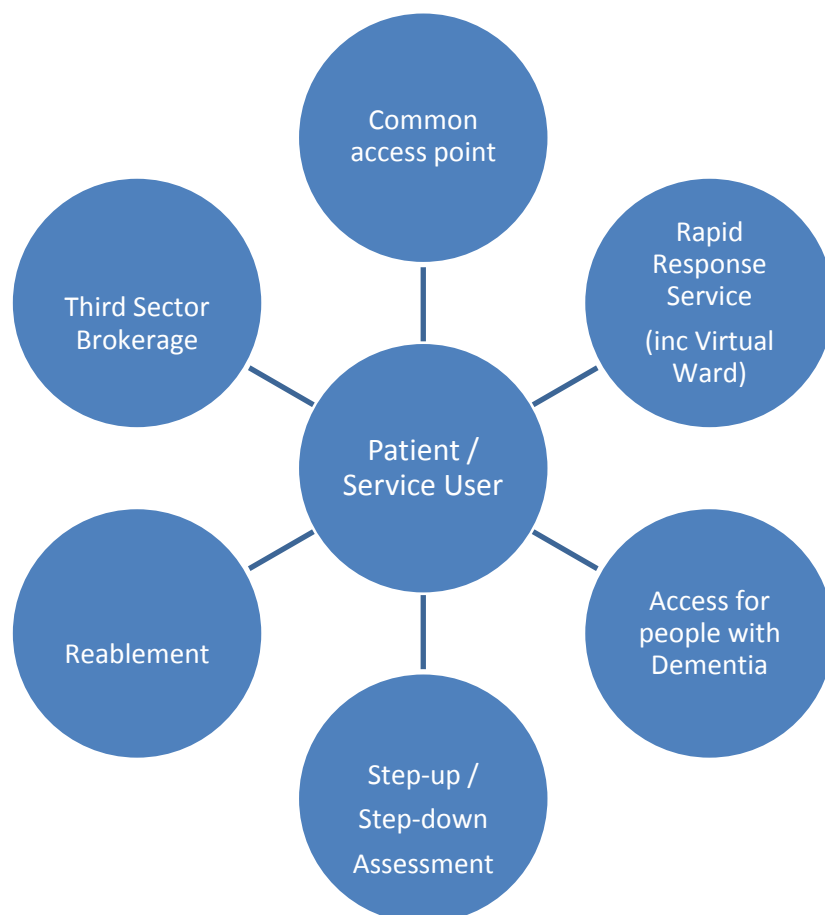 Common
access point
Rapid
Response
Service
(inc Virtual
Ward)
Third Sector
Brokerage
Patient /
Service User
Access for
people with
Dementia
Reablement
Step-up /
Step-down
Assessment